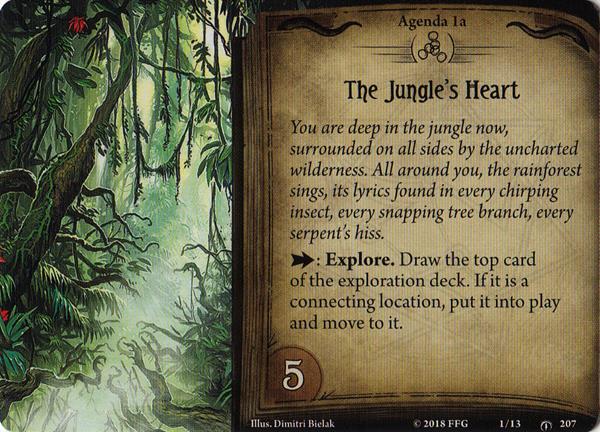 Agenda 1a
The Jungle's Heart
You are deep in the jungle now,
surrounded on all sides by the uncharted
wilderness. All around you, the rainforest
sings, its lyrics found in every chirping
insect, every snapping tree branch, every
serpent's hiss.
: Explore. Draw the top card
of the exploration deck. If it is a
connecting location, put it into play
and move to it.
5
Illus. Dimitri Bielak © 2018 FFG 1/13 207